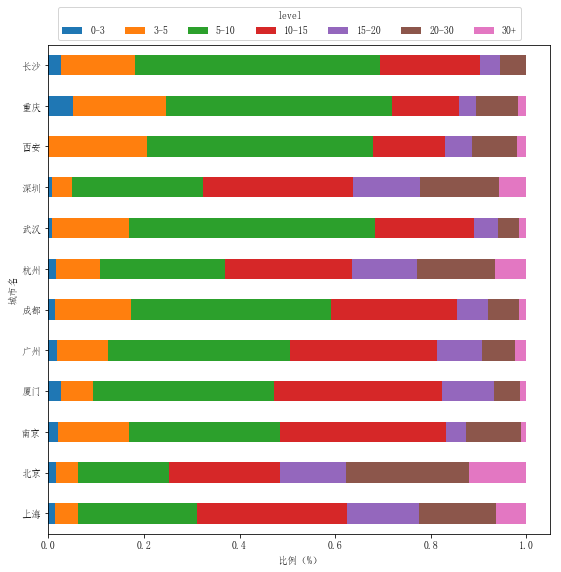 level
0-3 3-5 5-10 10-15 15-20 20-30 30+
长沙
重庆
西安
深圳
武汉
杭州
成都
广州
厦门
南京
北京
上海
城市名
0.0 0.2 0.4 0.6 0.8 1.0
比例（%）